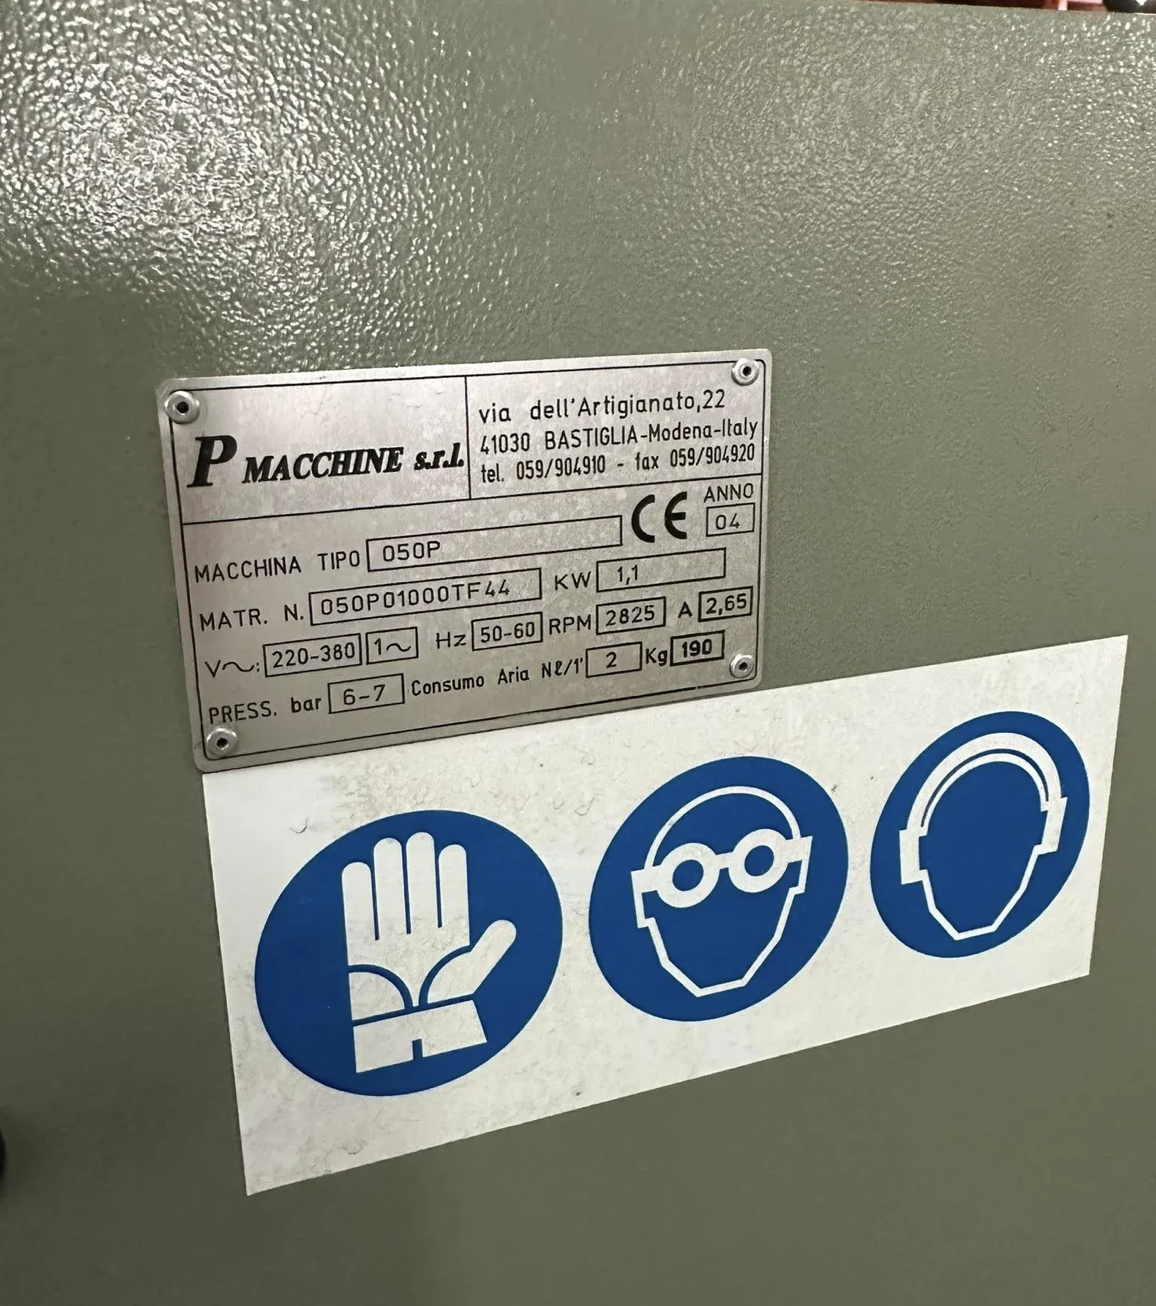 P MACCHINE s.r.l.
via dell'Artigianato,22
41030 BASTIGLIA-Modena-Italy
tel. 059/904910 - fax 059/904920
CE ANNO
04
MACCHINA TIPO 050P
MATR. N. 050P01000TF44 KW 1,1
V~: 220-380 1~ Hz 50-60 RPM 2825 A 2,65
PRESS. bar 6-7 Consumo Aria Nℓ/1' 2 Kg 190